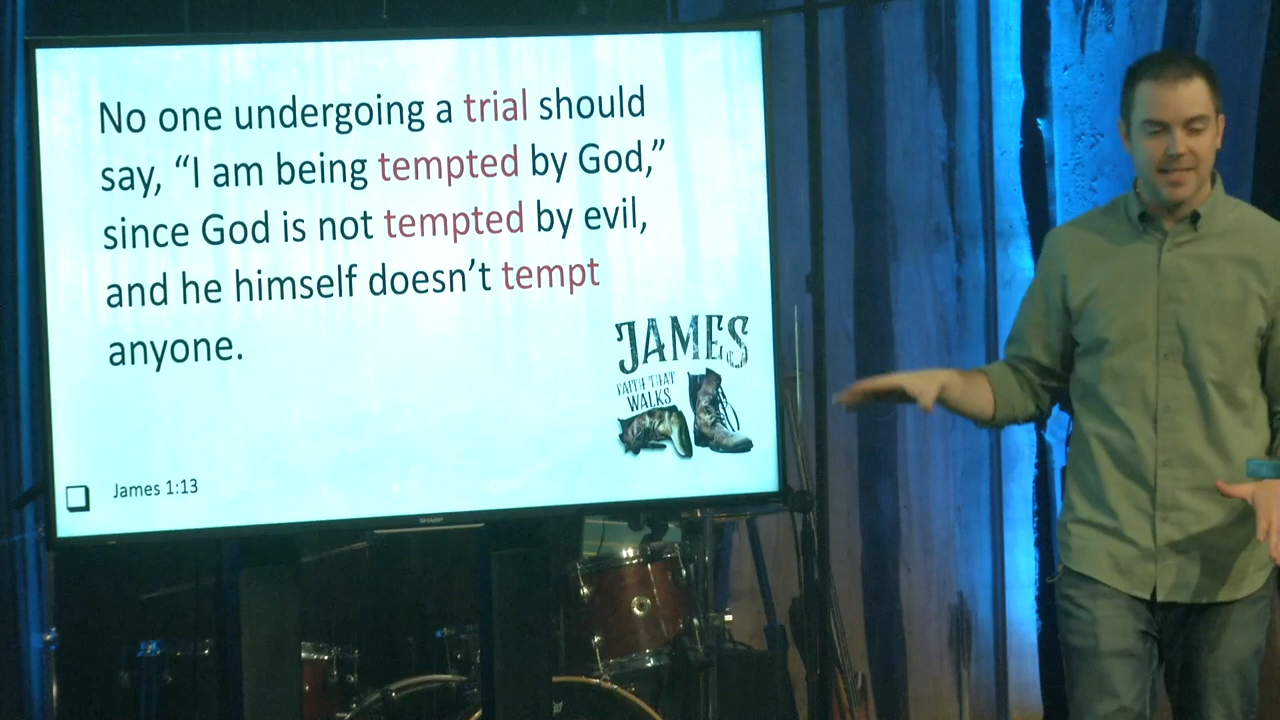 No one undergoing a trial should
say, “I am being tempted by God,”
since God is not tempted by evil,
and he himself doesn’t tempt
anyone.
JAMES
FAITH THAT
WALKS
James 1:13
SHARP